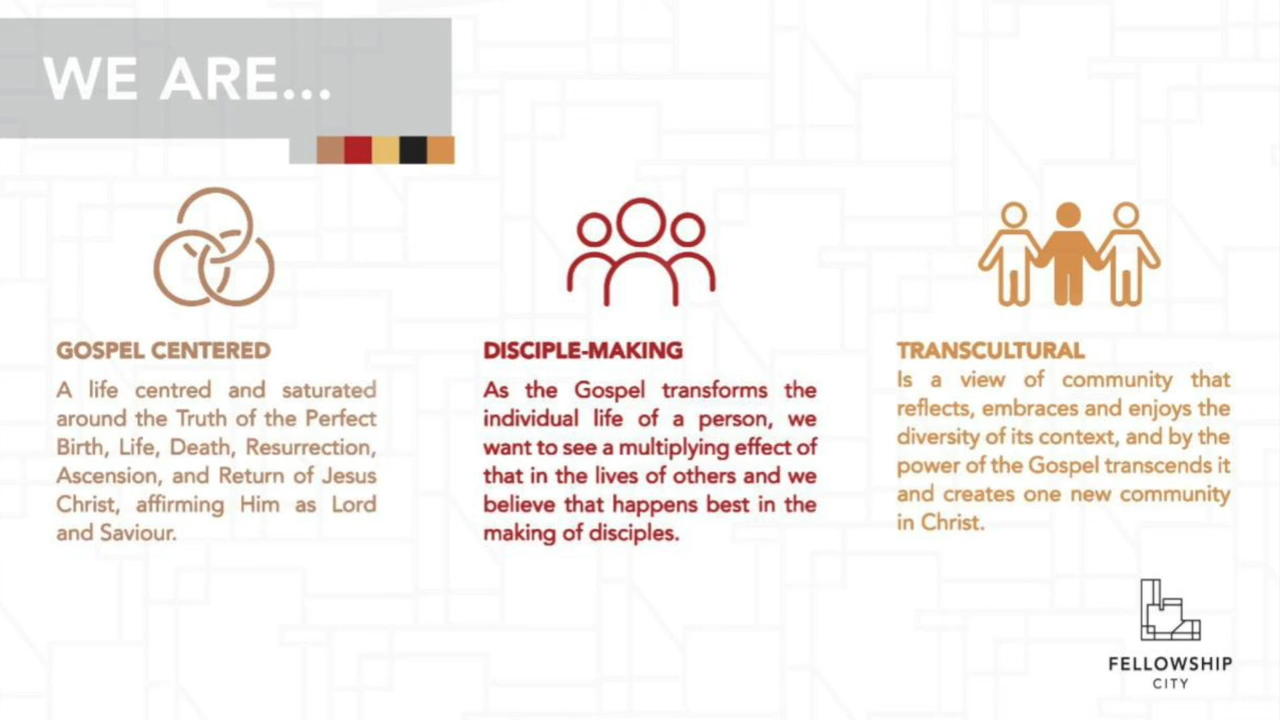 WE ARE...
GOSPEL CENTERED
A life centred and saturated
around the Truth of the Perfect
Birth, Life, Death, Resurrection,
Ascension, and Return of Jesus
Christ, affirming Him as Lord
and Saviour.
DISCIPLE-MAKING
As the Gospel transforms the
individual life of a person, we
want to see a multiplying effect of
that in the lives of others and we
believe that happens best in the
making of disciples.
TRANSCULTURAL
Is a view of community that
reflects, embraces and enjoys the
diversity of its context, and by the
power of the Gospel transcends it
and creates one new community
in Christ.
FELLOWSHIP
CITY